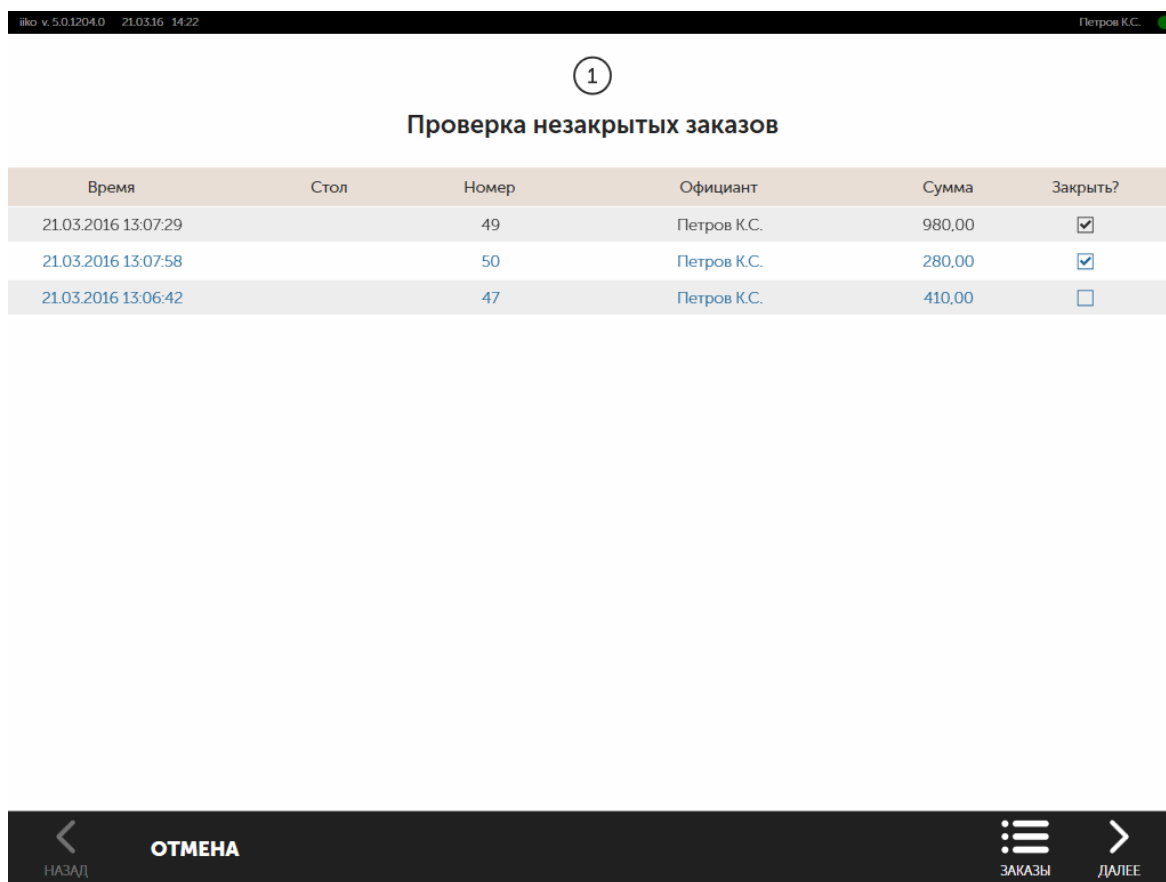 iiko v. 5.0.1204.0 21.03.16 14:22 Петров К.С.
1
Проверка незакрытых заказов
Время Стол Номер Официант Сумма Закрыть?
21.03.2016 13:07:29 49 Петров К.С. 980,00
21.03.2016 13:07:58 50 Петров К.С. 280,00
21.03.2016 13:06:42 47 Петров К.С. 410,00
НАЗАД ОТМЕНА ЗАКАЗЫ ДАЛЕЕ